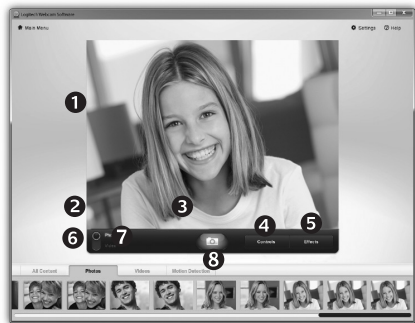 Logitech Webcam Software
Main Menu
Settings
Help
1
2
3
4
5
6
7
8
Controls
Effects
All Content
Photos
Videos
Motion Detection